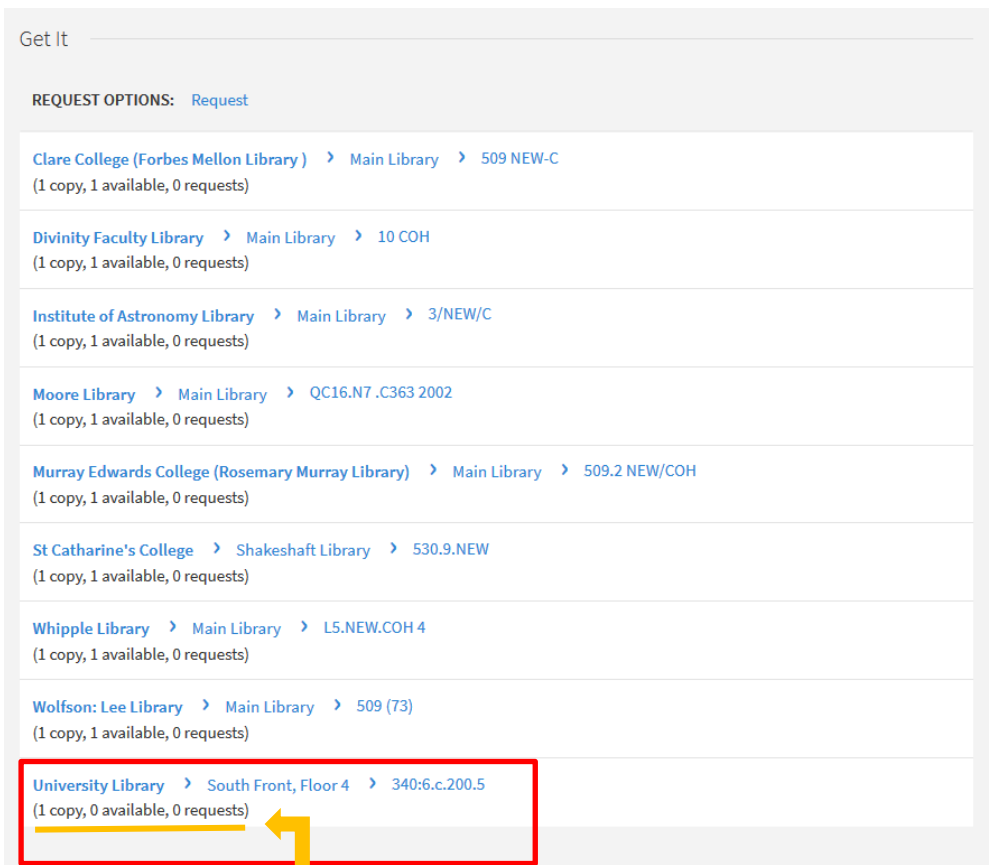 Get It
REQUEST OPTIONS: Request
Clare College (Forbes Mellon Library ) › Main Library › 509 NEW-C
(1 copy, 1 available, 0 requests)
Divinity Faculty Library › Main Library › 10 COH
(1 copy, 1 available, 0 requests)
Institute of Astronomy Library › Main Library › 3/NEW/C
(1 copy, 1 available, 0 requests)
Moore Library › Main Library › QC16.N7 .C363 2002
(1 copy, 1 available, 0 requests)
Murray Edwards College (Rosemary Murray Library) › Main Library › 509.2 NEW/COH
(1 copy, 1 available, 0 requests)
St Catharine's College › Shakeshaft Library › 530.9.NEW
(1 copy, 1 available, 0 requests)
Whipple Library › Main Library › L5.NEW.COH 4
(1 copy, 1 available, 0 requests)
Wolfson: Lee Library › Main Library › 509 (73)
(1 copy, 1 available, 0 requests)
University Library › South Front, Floor 4 › 340:6.c.200.5
(1 copy, 0 available, 0 requests)